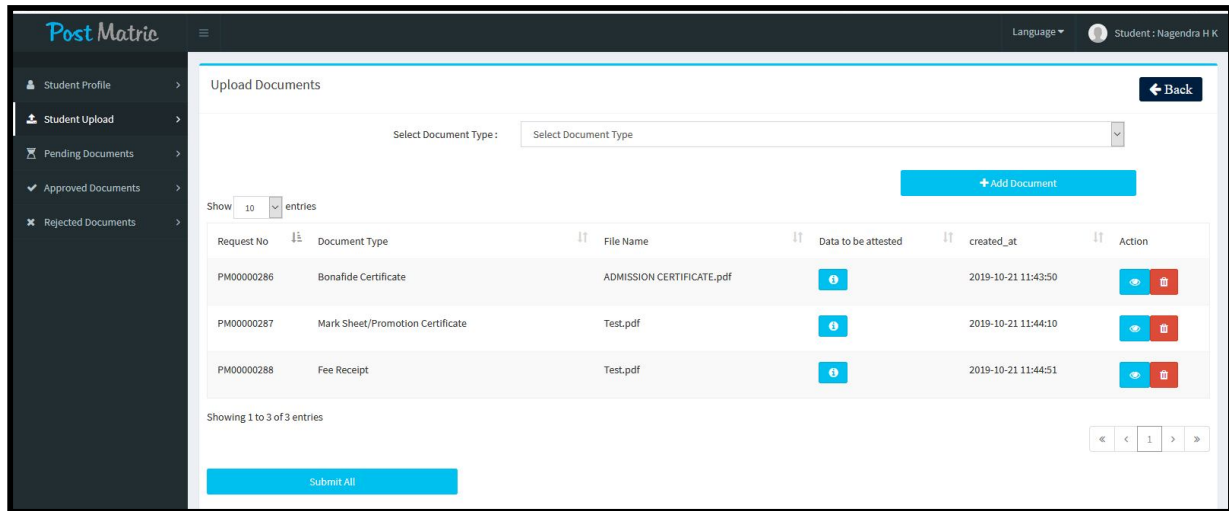 Post Matric
Language
Student : Nagendra H K
Student Profile
Student Upload
Pending Documents
Approved Documents
Rejected Documents
Upload Documents
Back
Select Document Type : Select Document Type
Add Document
Show 10 entries
Request No Document Type File Name Data to be attested created_at Action
PM00000286 Bonafide Certificate ADMISSION CERTIFICATE.pdf 2019-10-21 11:43:50
PM00000287 Mark Sheet/Promotion Certificate Test.pdf 2019-10-21 11:44:10
PM00000288 Fee Receipt Test.pdf 2019-10-21 11:44:51
Showing 1 to 3 of 3 entries
« < 1 > »
Submit All